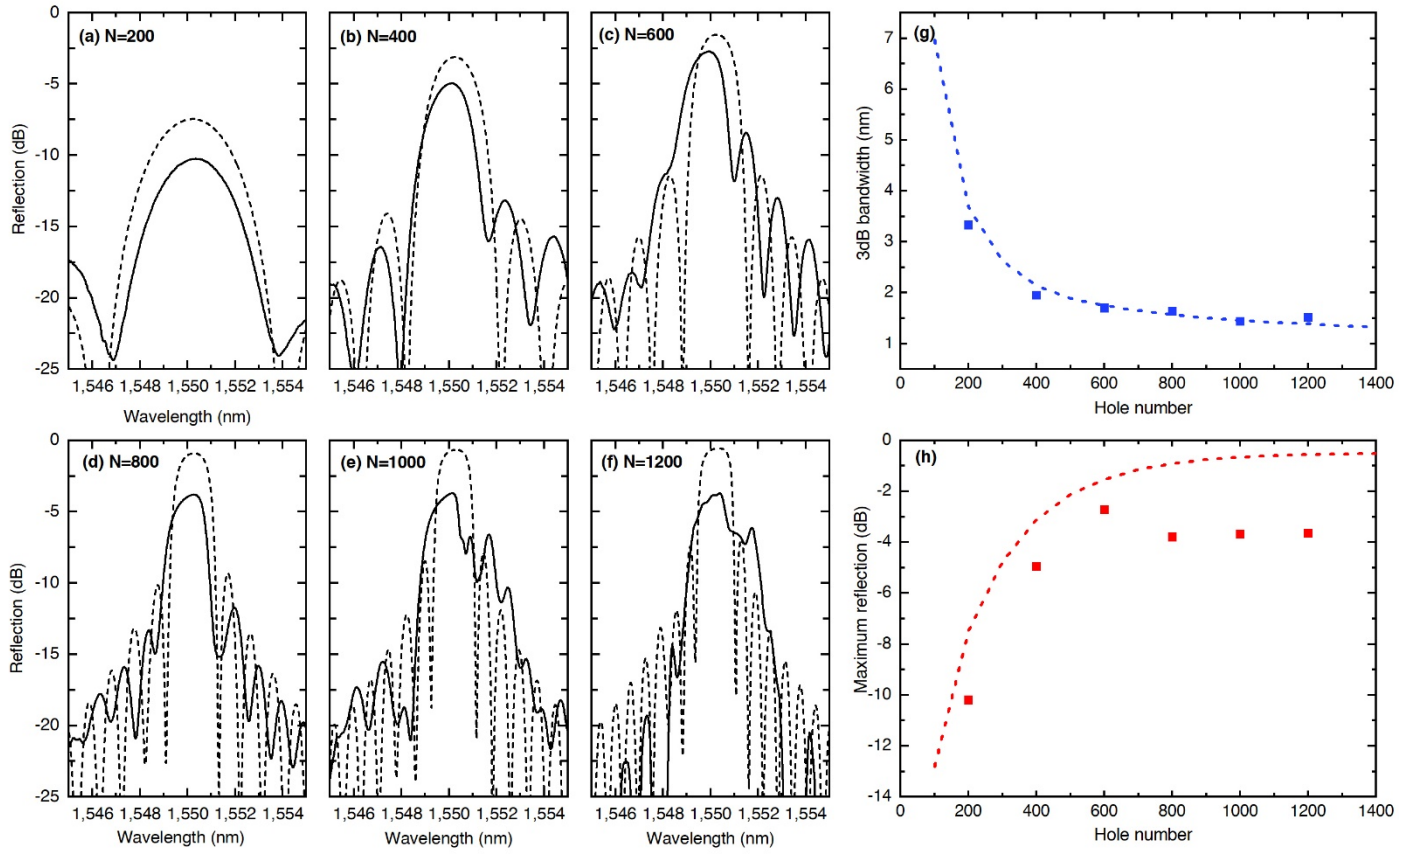 (a) N=200
0
-5
-10
-15
-20
-25
Reflection (dB)
1,546 1,548 1,550 1,552 1,554
Wavelength (nm)
(b) N=400
1,546 1,548 1,550 1,552 1,554
(c) N=600
1,546 1,548 1,550 1,552 1,554
(g)
7
6
5
4
3
2
1
3dB bandwidth (nm)
0 200 400 600 800 1000 1200 1400
Hole number
(d) N=800
0
-5
-10
-15
-20
-25
Reflection (dB)
1,546 1,548 1,550 1,552 1,554
Wavelength (nm)
(e) N=1000
1,546 1,548 1,550 1,552 1,554
Wavelength (nm)
(f) N=1200
1,546 1,548 1,550 1,552 1,554
Wavelength (nm)
(h)
0
-2
-4
-6
-8
-10
-12
-14
Maximum reflection (dB)
0 200 400 600 800 1000 1200 1400
Hole number